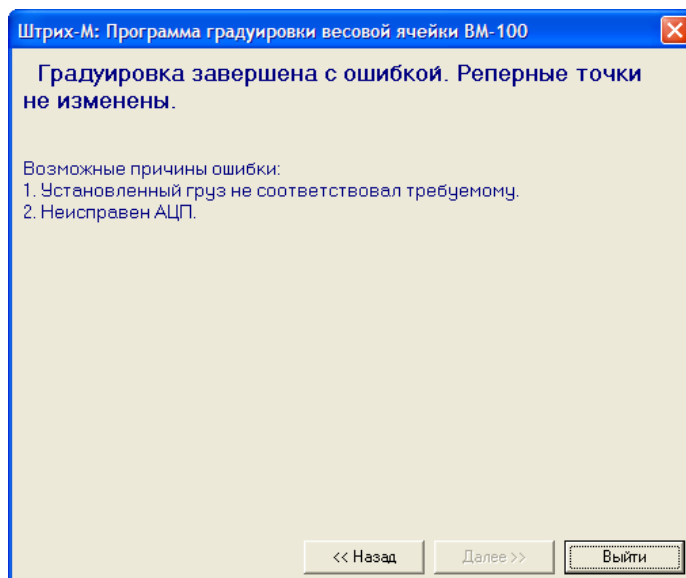 Штрих-М: Программа градуировки весовой ячейки ВМ-100
Градуировка завершена с ошибкой. Реперные точки
не изменены.
Возможные причины ошибки:
1. Установленный груз не соответствовал требуемому.
2. Неисправен АЦП.
<< Назад
Далее >>
Выйти